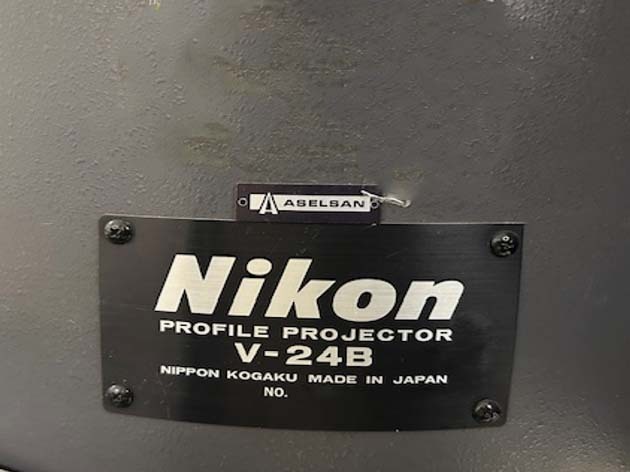 ASELSAN
Nikon
PROFILE PROJECTOR
V-24B
NIPPON KOGAKU MADE IN JAPAN
NO.